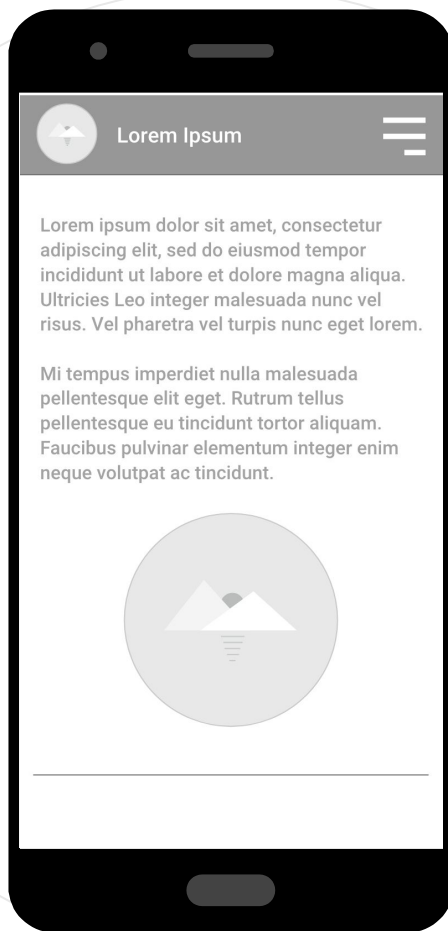 Lorem Ipsum
Lorem ipsum dolor sit amet, consectetur
adipiscing elit, sed do eiusmod tempor
incididunt ut labore et dolore magna aliqua.
Ultricies Leo integer malesuada nunc vel
risus. Vel pharetra vel turpis nunc eget lorem.
Mi tempus imperdiet nulla malesuada
pellentesque elit eget. Rutrum tellus
pellentesque eu tincidunt tortor aliquam.
Faucibus pulvinar elementum integer enim
neque volutpat ac tincidunt.